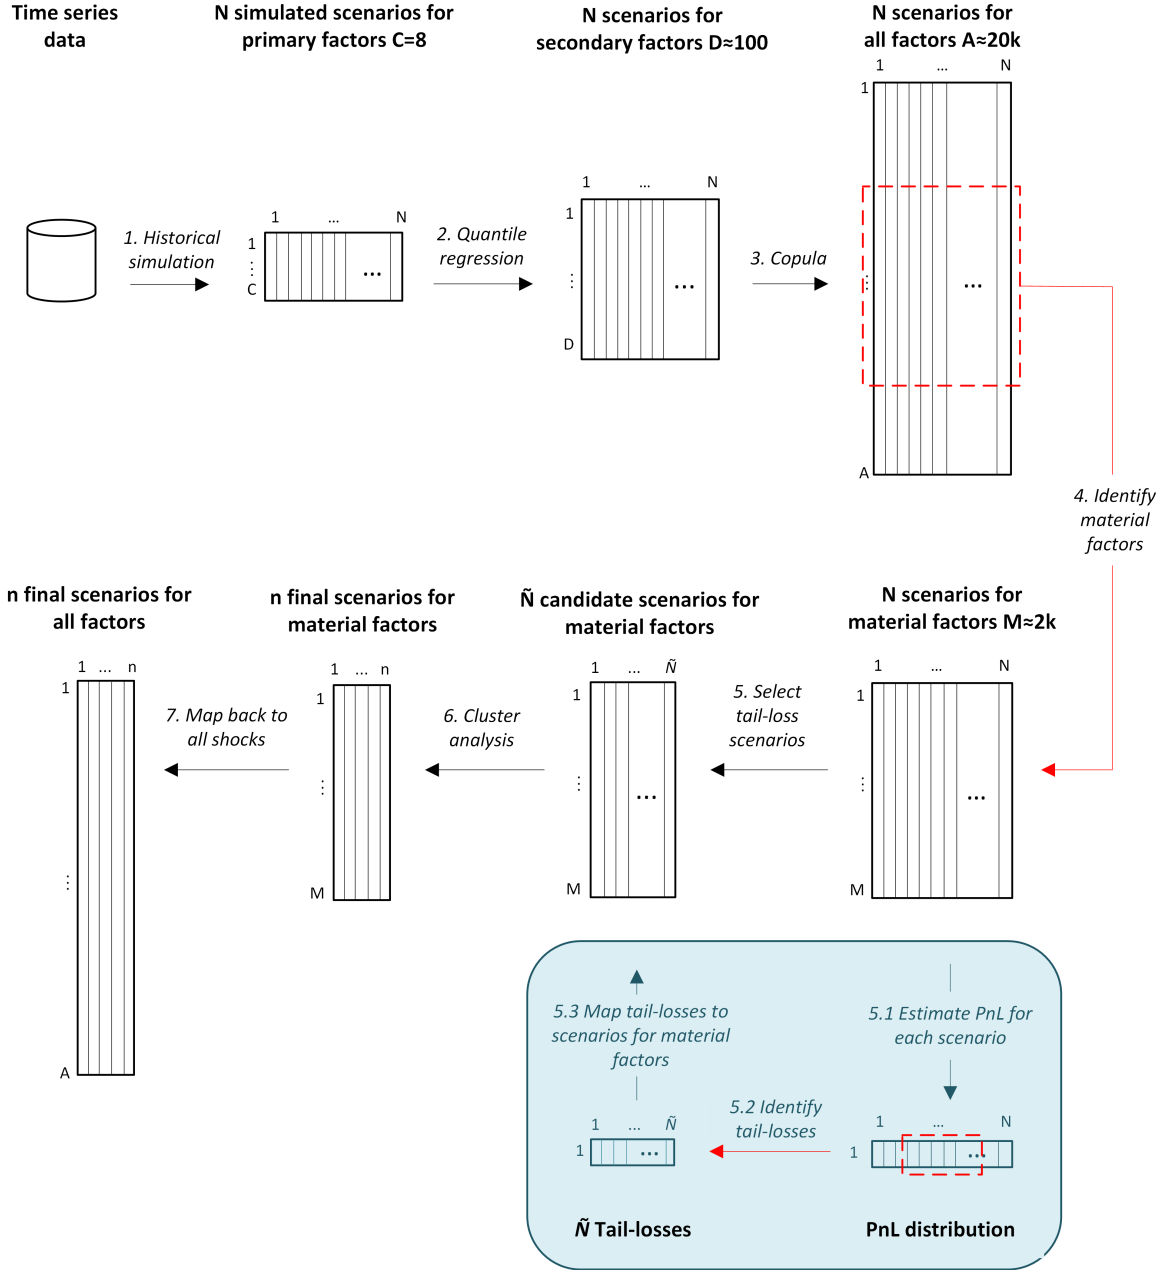 Time series
data
N simulated scenarios for
primary factors C=8
N scenarios for
secondary factors D≈100
N scenarios for
all factors A≈20k
1 ... N
1
⋮
A
1. Historical
simulation
1 ... N
1
⋮
C
...
2. Quantile
regression
1 ... N
1
⋮
D
...
3. Copula
...
4. Identify
material
factors
n final scenarios for
all factors
n final scenarios for
material factors
Ñ candidate scenarios for
material factors
N scenarios for
material factors M≈2k
1 ... n
1
⋮
A
7. Map back to
all shocks
1 ... n
1
⋮
M
6. Cluster
analysis
1 ... Ñ
1
⋮
M
...
5. Select
tail-loss
scenarios
1 ... N
1
⋮
M
...
5.3 Map tail-losses to
scenarios for material
factors
5.1 Estimate PnL for
each scenario
1 ... Ñ
1
...
5.2 Identify
tail-losses
1 ... N
1
...
Ñ Tail-losses
PnL distribution